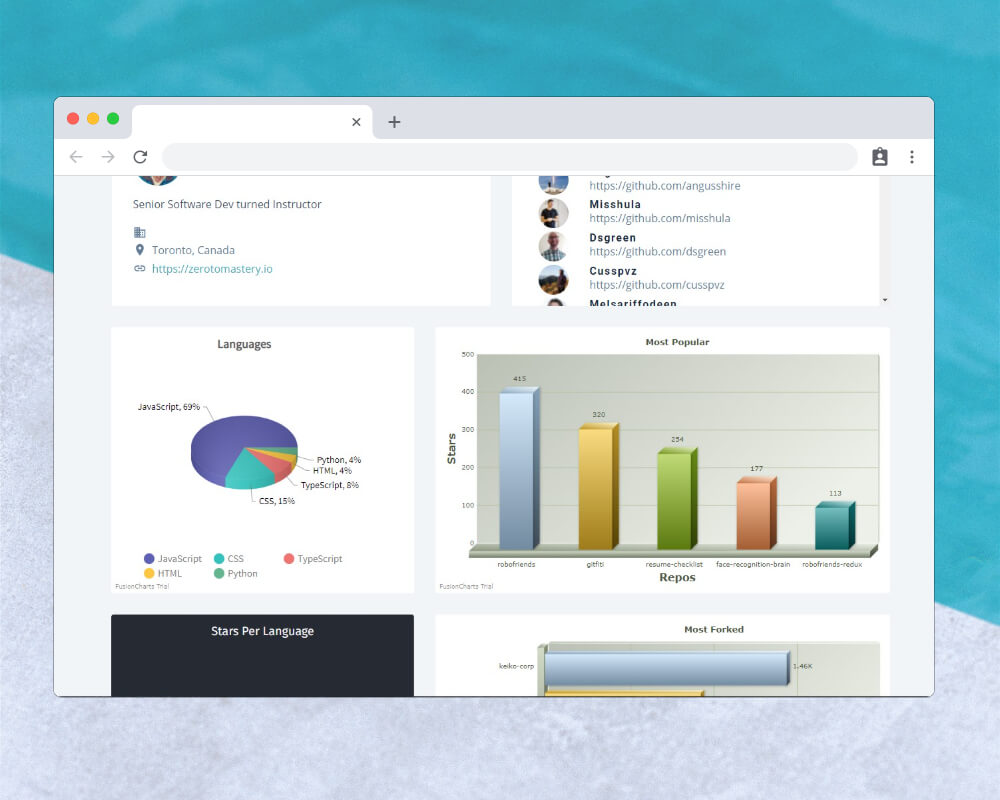 Senior Software Dev turned Instructor
Toronto, Canada
https://zerotomastery.io
https://github.com/angusshire
Misshula
https://github.com/misshula
Dsgreen
https://github.com/dsgreen
Cusspvz
https://github.com/cusspvz
Melsariffodeen
Languages
JavaScript, 69%
Python, 4%
HTML, 4%
TypeScript, 8%
CSS, 15%
JavaScript CSS TypeScript
HTML Python
FusionCharts Trial
Most Popular
Stars
500
400
300
200
100
0
415
320
254
177
113
robofriends gitfiti resume-checklist face-recognition-brain robofriends-redux
Repos
FusionCharts Trial
Stars Per Language
Most Forked
keiko-corp
1.46K